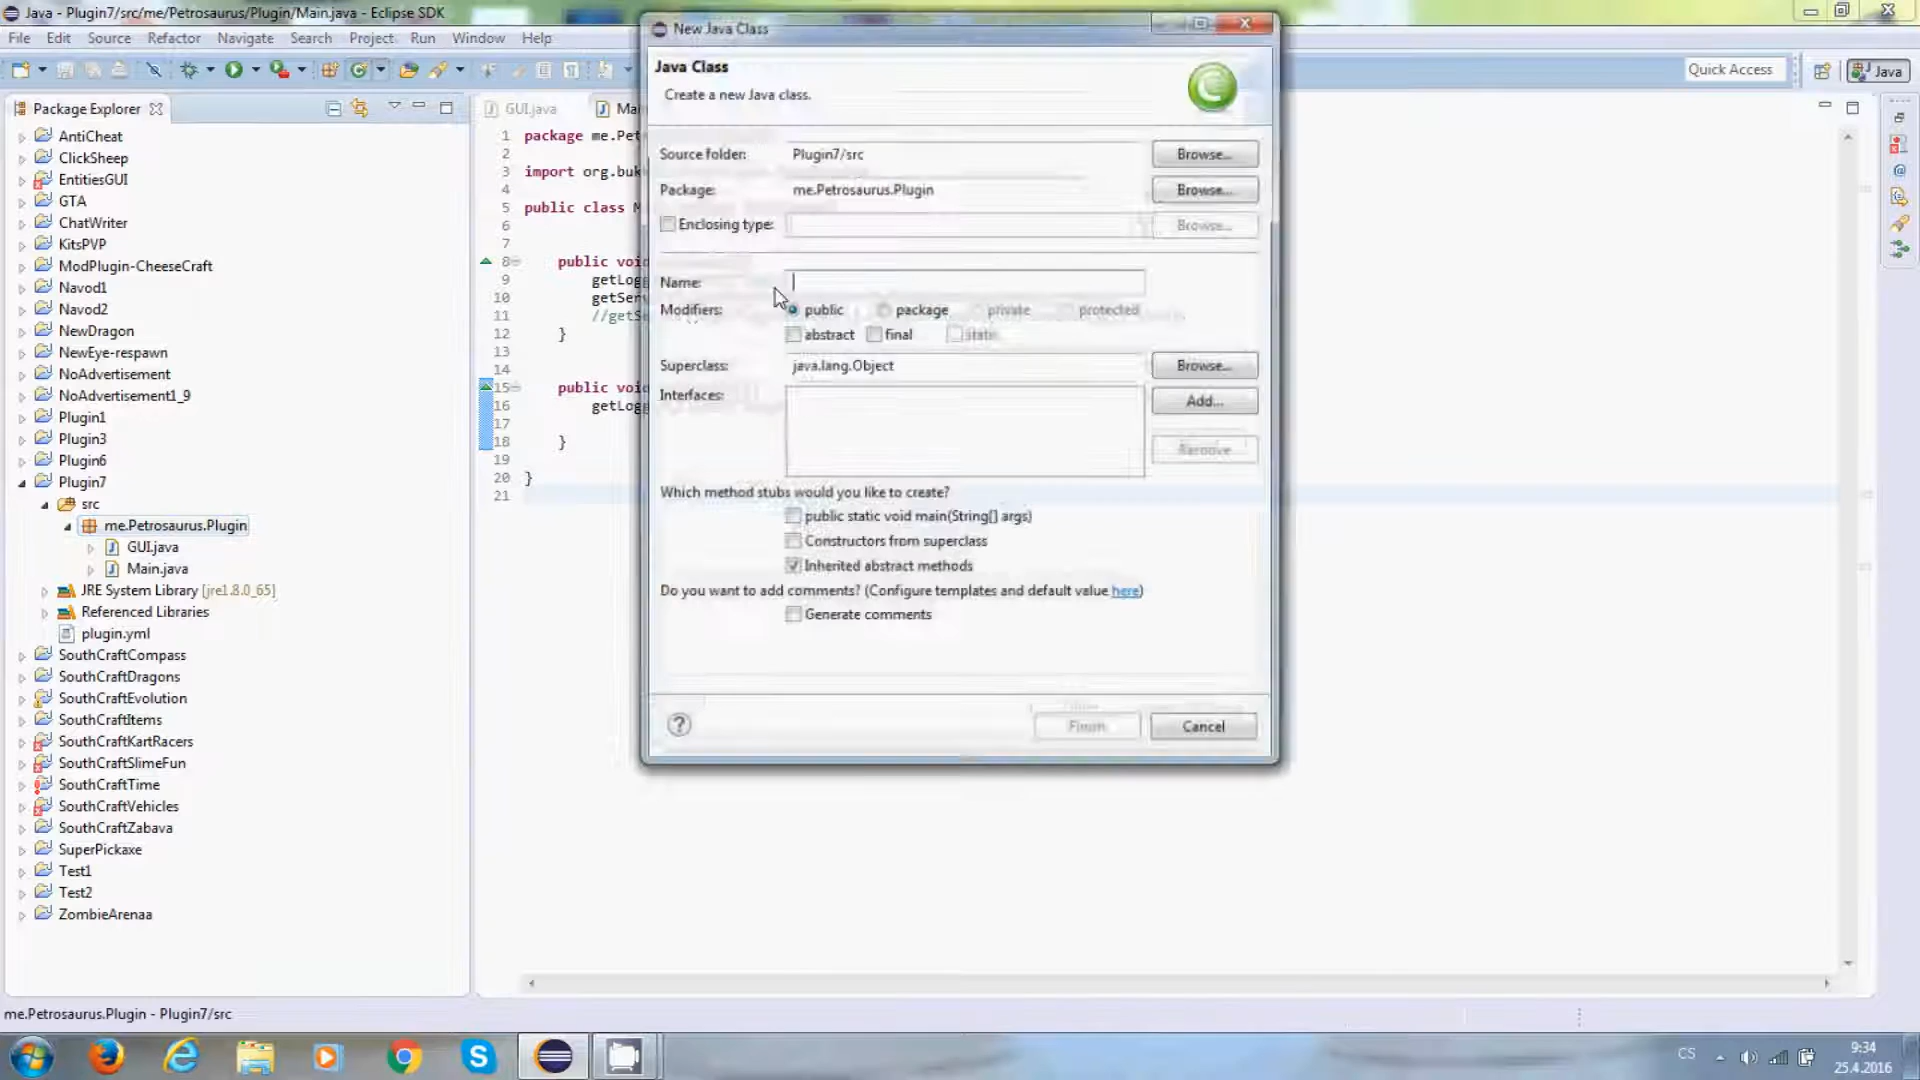 Java - Plugin7/src/me/Petrosaurus/Plugin/Main.java - Eclipse SDK
File Edit Source Refactor Navigate Search Project Run Window Help
Quick Access
Java
Package Explorer
AntiCheat
ClickSheep
EntitiesGUI
GTA
ChatWriter
KitsPVP
ModPlugin-CheeseCraft
Navod1
Navod2
NewDragon
NewEye-respawn
NoAdvertisement
NoAdvertisement1_9
Plugin1
Plugin3
Plugin6
Plugin7
src
me.Petrosaurus.Plugin
GUI.java
Main.java
JRE System Library [jre1.8.0_65]
Referenced Libraries
plugin.yml
SouthCraftCompass
SouthCraftDragons
SouthCraftEvolution
SouthCraftItems
SouthCraftKartRacers
SouthCraftSlimeFun
SouthCraftTime
SouthCraftVehicles
SouthCraftZabava
SuperPickaxe
Test1
Test2
ZombieArenaa
GUI.java
1 package me.Pet
2
3 import org.buk
4
5 public class M
6
7
8 public voi
9 getLogg
10 getServ
11 //getS
12 }
13
14
15 public voi
16 getLogg
17
18 }
19
20 }
21
New Java Class
Java Class
Create a new Java class.
Source folder: Plugin7/src Browse...
Package: me.Petrosaurus.Plugin Browse...
Enclosing type: Browse...
Name:
Modifiers: public package private protected
abstract final static
Superclass: java.lang.Object Browse...
Interfaces: Add...
Remove
Which method stubs would you like to create?
public static void main(String[] args)
Constructors from superclass
Inherited abstract methods
Do you want to add comments? (Configure templates and default value here)
Generate comments
? Finish Cancel
me.Petrosaurus.Plugin - Plugin7/src
CS
9:34
25.4.2016